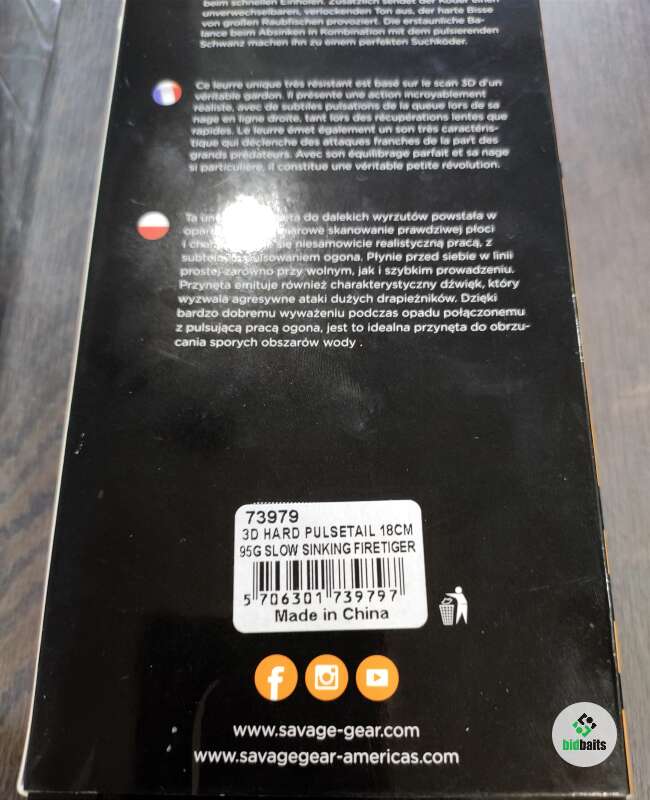 beim schnellen Einholen. Zusätzlich sendet der Köder einen
unverwechselbaren, verlockenden Ton aus, der harte Bisse
von großen Raubfischen provoziert. Die erstaunliche Ba-
lance beim Absinken in Kombination mit dem pulsierenden
Schwanz machen ihn zu einem perfekten Suchköder.
Ce leurre unique très résistant est basé sur le scan 3D d'un
véritable gardon. Il présente une action incroyablement
réaliste, avec de subtiles pulsations de la queue lors de sa
nage en ligne droite, tant lors des récupérations lentes que
rapides. Le leurre émet également un son très caractéris-
tique qui déclenche des attaques franches de la part des
grands prédateurs. Avec son équilibrage parfait et sa nage
si particulière, il constitue une véritable petite révolution.
Ta do dalekich wyrzutów powstała w
skanowanie prawdziwej płoci
i się niesamowicie realistyczną pracą, z
pulsowaniem ogona. Płynie przed siebie w linii
prostej zarówno przy wolnym, jak i szybkim prowadzeniu.
Przynęta emituje również charakterystyczny dźwięk, który
wyzwala agresywne ataki dużych drapieżników. Dzięki
bardzo dobremu wyważeniu podczas opadu połączonemu
z pulsującą pracą ogona, jest to idealna przynęta do obrzu-
cania sporych obszarów wody .
73979
3D HARD PULSETAIL 18CM
95G SLOW SINKING FIRETIGER
5 706301 739797
Made in China
www.savage-gear.com
www.savagegear-americas.com
bidbaits